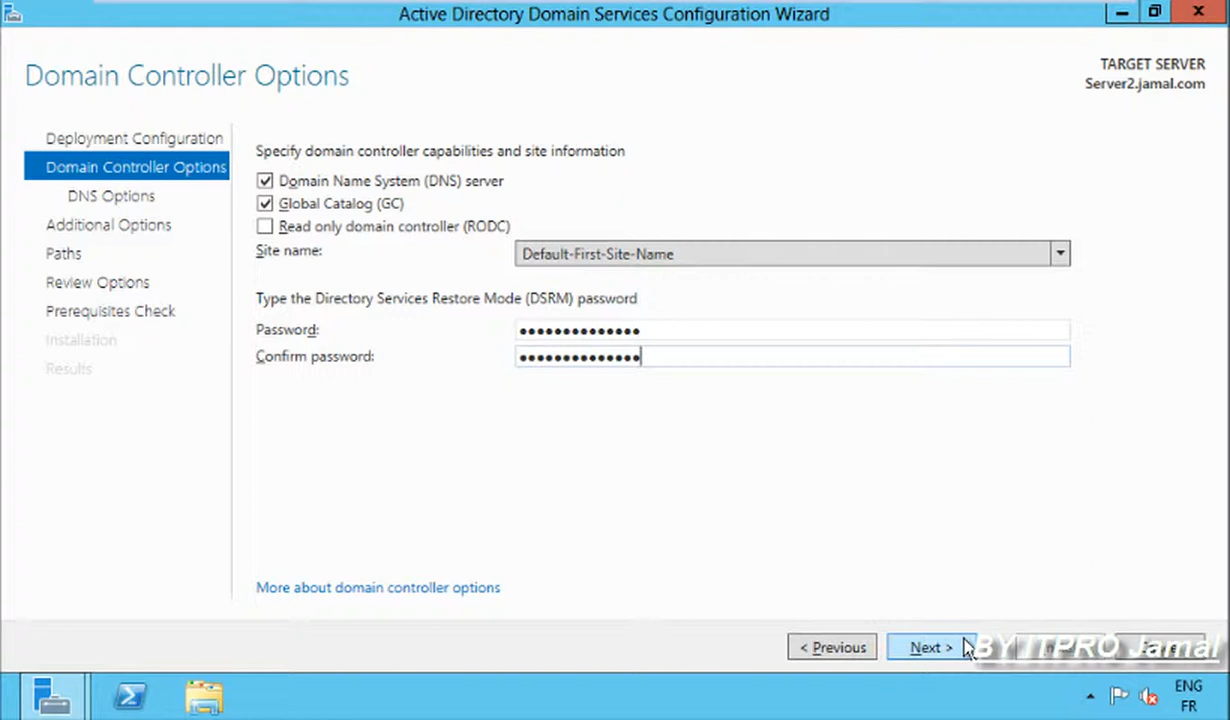 Active Directory Domain Services Configuration Wizard
Domain Controller Options
TARGET SERVER
Server2.jamal.com
Deployment Configuration
Domain Controller Options
DNS Options
Additional Options
Paths
Review Options
Prerequisites Check
Installation
Results
Specify domain controller capabilities and site information
Domain Name System (DNS) server
Global Catalog (GC)
Read only domain controller (RODC)
Site name:
Default-First-Site-Name
Type the Directory Services Restore Mode (DSRM) password
Password:
••••••••••••••
Confirm password:
••••••••••••••
More about domain controller options
< Previous
Next >
BY ITPRO Jamal
ENG
FR